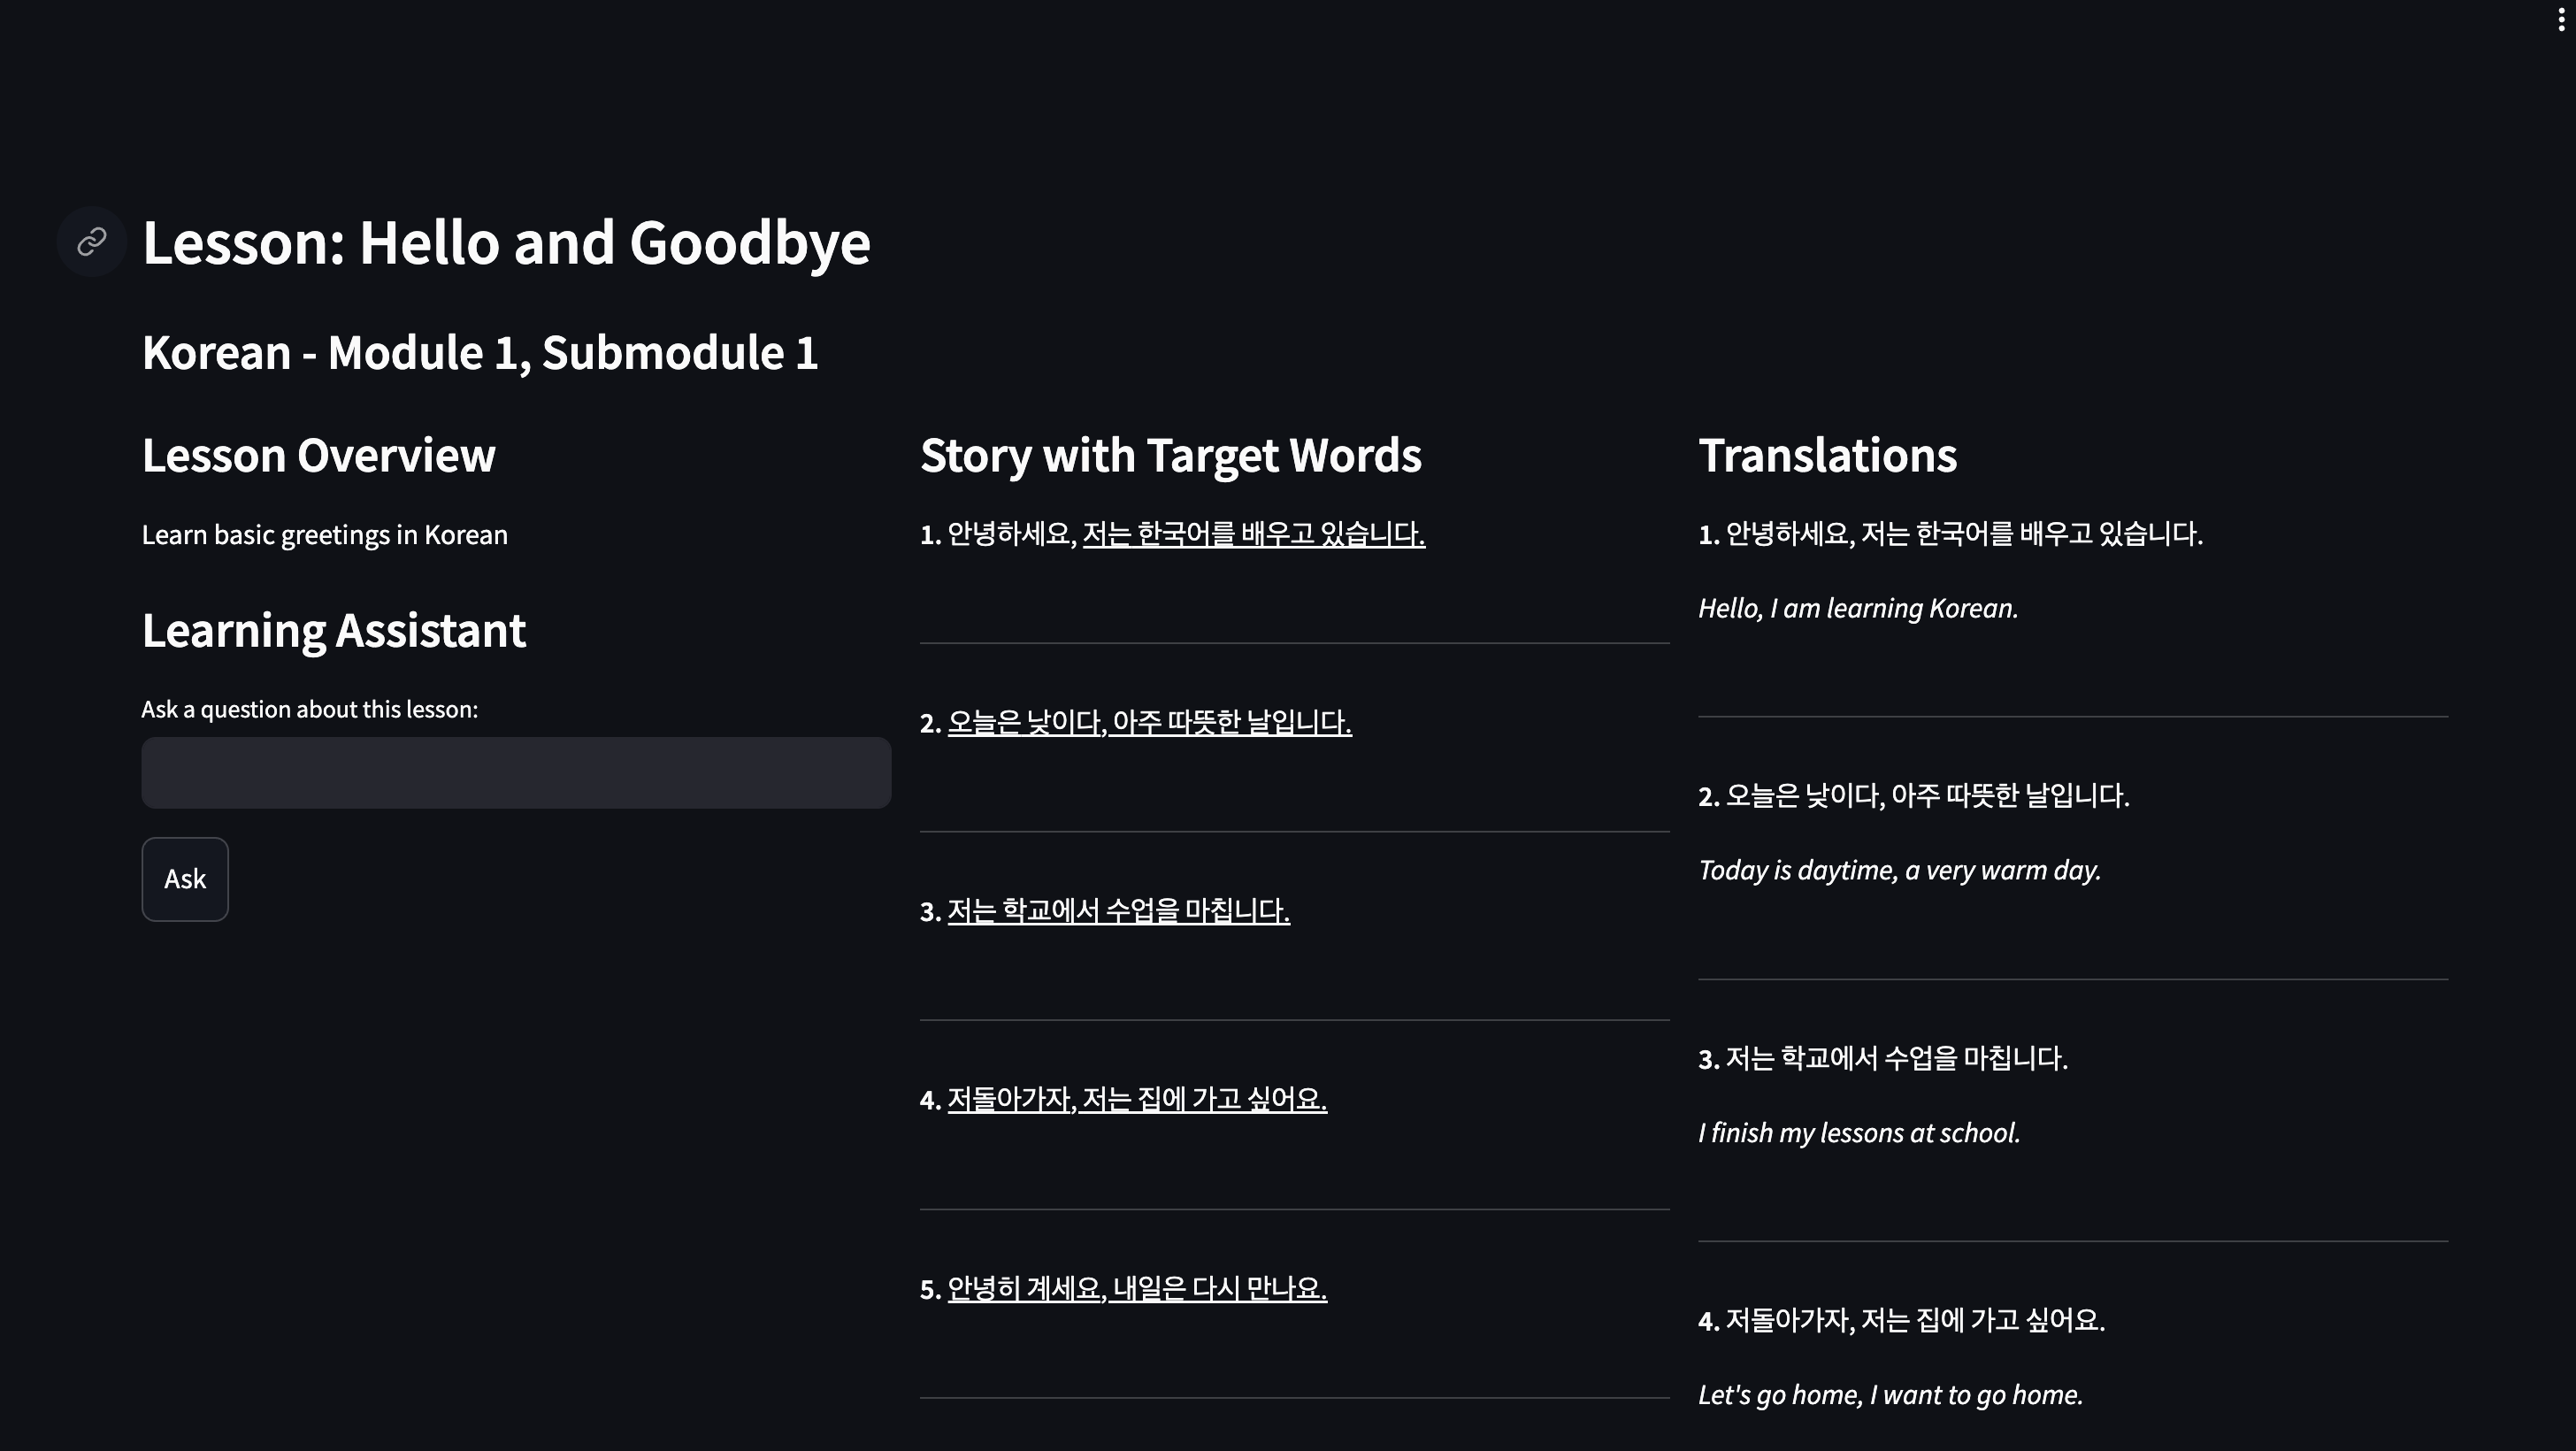 Lesson: Hello and Goodbye
Korean - Module 1, Submodule 1
Lesson Overview
Learn basic greetings in Korean
Learning Assistant
Ask a question about this lesson:
Ask
Story with Target Words
1. 안녕하세요, 저는 한국어를 배우고 있습니다.
2. 오늘은 낮이다, 아주 따뜻한 날입니다.
3. 저는 학교에서 수업을 마칩니다.
4. 저돌아가자, 저는 집에 가고 싶어요.
5. 안녕히 계세요, 내일은 다시 만나요.
Translations
1. 안녕하세요, 저는 한국어를 배우고 있습니다.
Hello, I am learning Korean.
2. 오늘은 낮이다, 아주 따뜻한 날입니다.
Today is daytime, a very warm day.
3. 저는 학교에서 수업을 마칩니다.
I finish my lessons at school.
4. 저돌아가자, 저는 집에 가고 싶어요.
Let's go home, I want to go home.